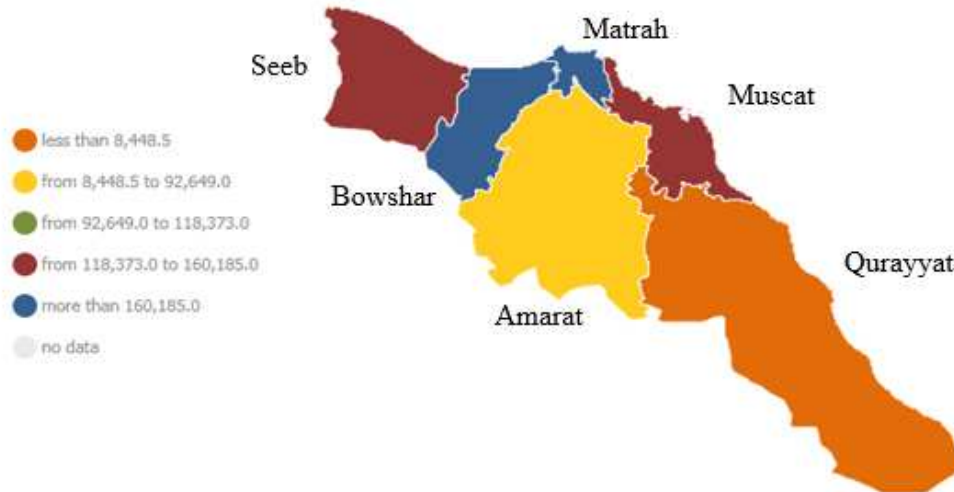 Matrah
Seeb
Muscat
less than 8,448.5
from 8,448.5 to 92,649.0
Bowshar
from 92,649.0 to 118,373.0
from 118,373.0 to 160,185.0
Qurayyat
more than 160,185.0
Amarat
no data